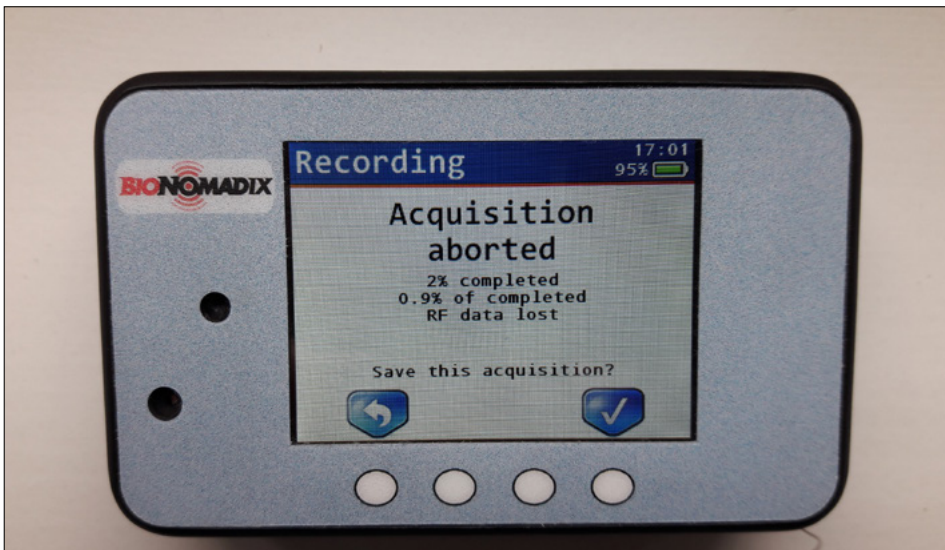 BIONOMADIX
Recording
17:01
95%
Acquisition
aborted
2% completed
0.9% of completed
RF data lost
Save this acquisition?